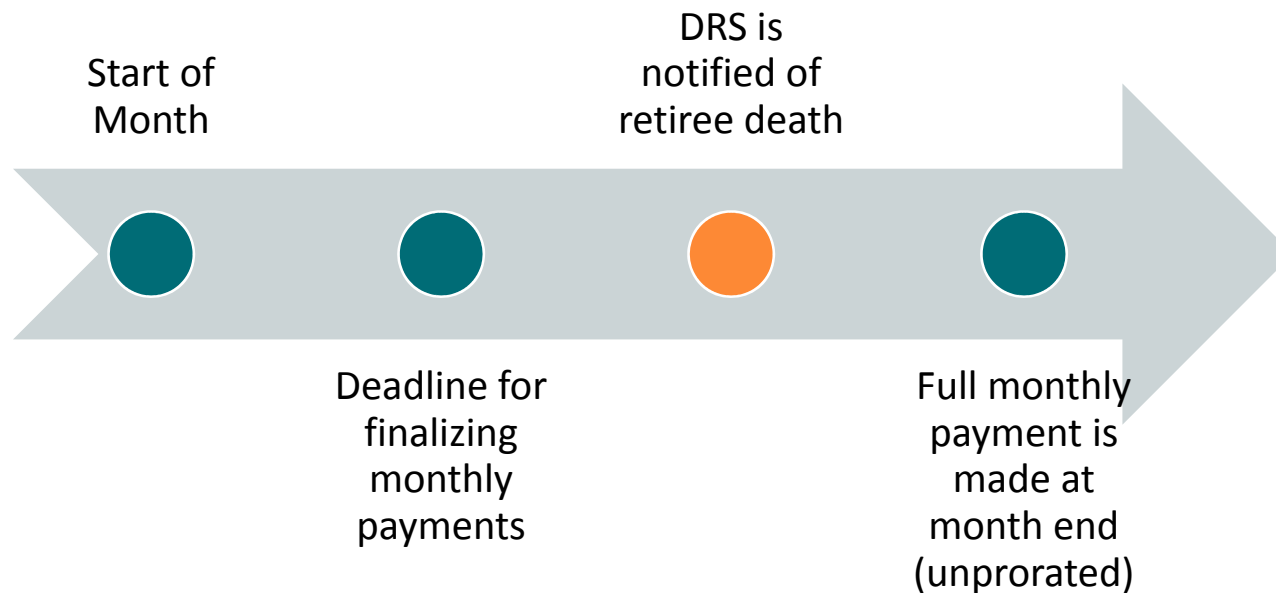 Start of
Month
Deadline for
finalizing
monthly
payments
DRS is
notified of
retiree death
Full monthly
payment is
made at
month end
(unprorated)